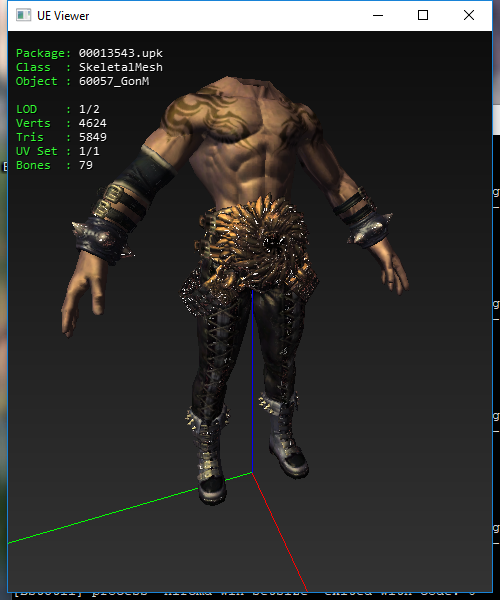 UE Viewer
Package: 00013543.upk
Class : SkeletalMesh
Object : 60057_GonM
LOD : 1/2
Verts : 4624
Tris : 5849
UV Set : 1/1
Bones : 79